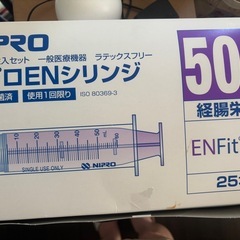 NIPRO
50
入セット 一般医療機器 ラテックスフリー
ロENシリンジ
菌済 使用1回限り ISO 80369-3
経腸栄
ENFit
SINGLE USE ONLY
NIPRO
25